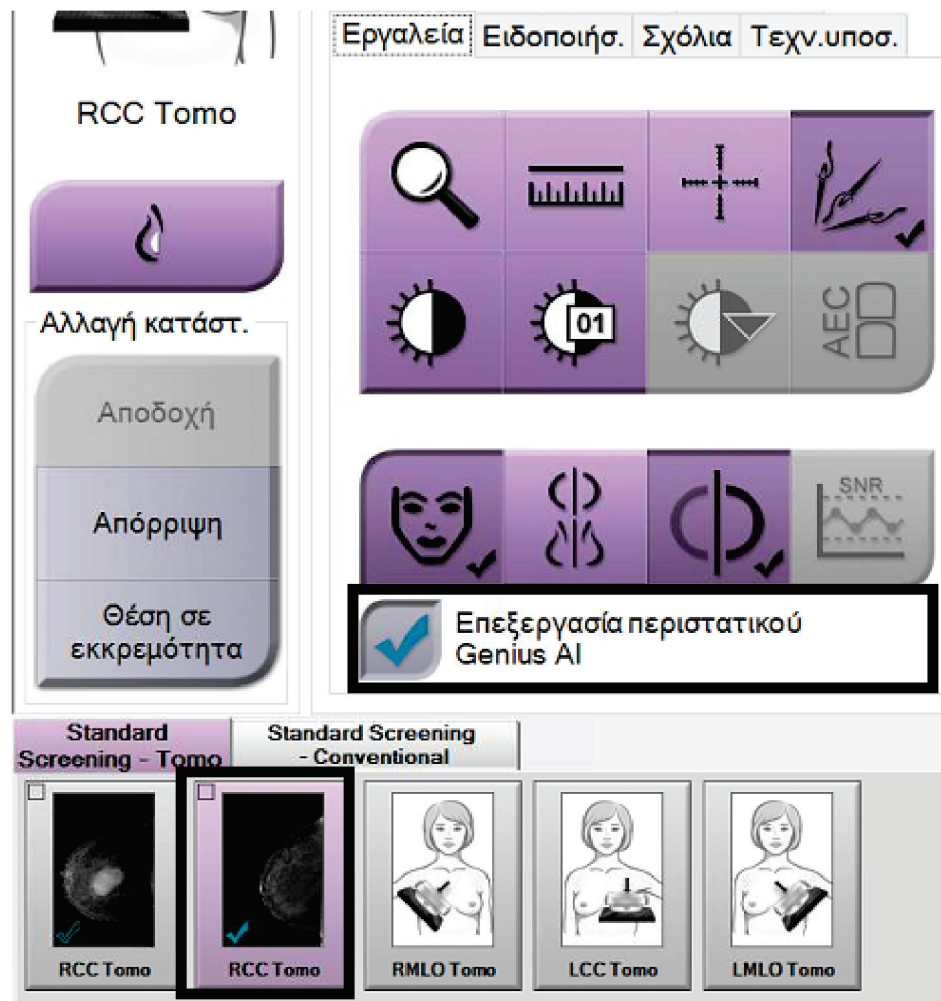 RCC Tomo
Αλλαγή κατάστ.
Αποδοχή
Απόρριψη
Θέση σε
εκκρεμότητα
Εργαλεία Ειδοποιήσ. Σχόλια Τεχν.υποσ.
01
AEC
SNR
Επεξεργασία περιστατικού
Genius AI
Standard
Screening - Tomo
Standard Screening
- Conventional
RCC Tomo
RCC Tomo
RMLO Tomo
LCC Tomo
LMLO Tomo